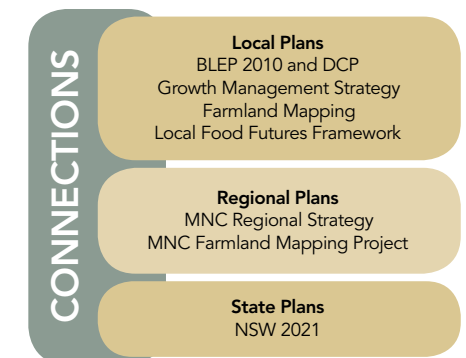 CONNECTIONS
Local Plans
BLEP 2010 and DCP
Growth Management Strategy
Farmland Mapping
Local Food Futures Framework
Regional Plans
MNC Regional Strategy
MNC Farmland Mapping Project
State Plans
NSW 2021